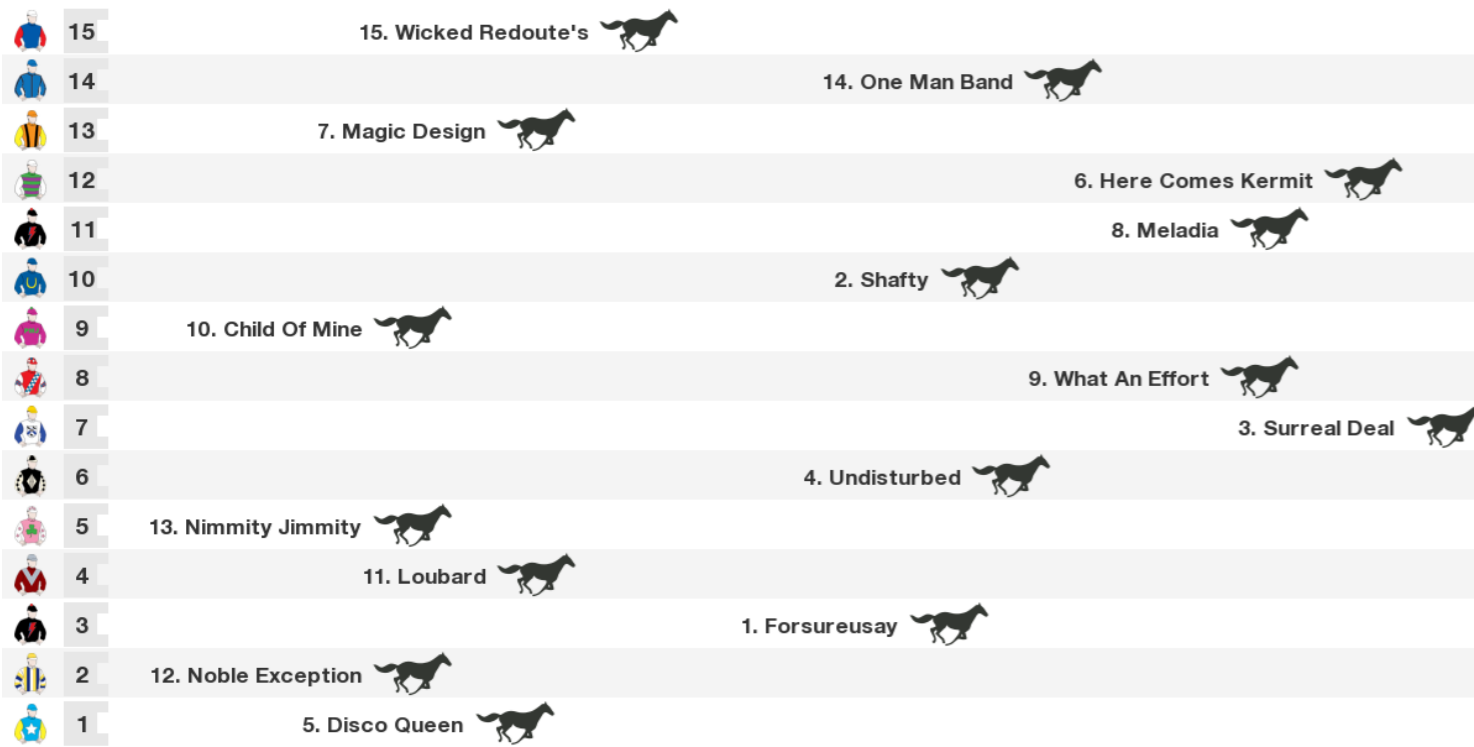 15 15. Wicked Redoute's
14 14. One Man Band
13 7. Magic Design
12 6. Here Comes Kermit
11 8. Meladia
10 2. Shafty
9 10. Child Of Mine
8 9. What An Effort
7 3. Surreal Deal
6 4. Undisturbed
5 13. Nimmity Jimmity
4 11. Loubard
3 1. Forsureusay
2 12. Noble Exception
1 5. Disco Queen